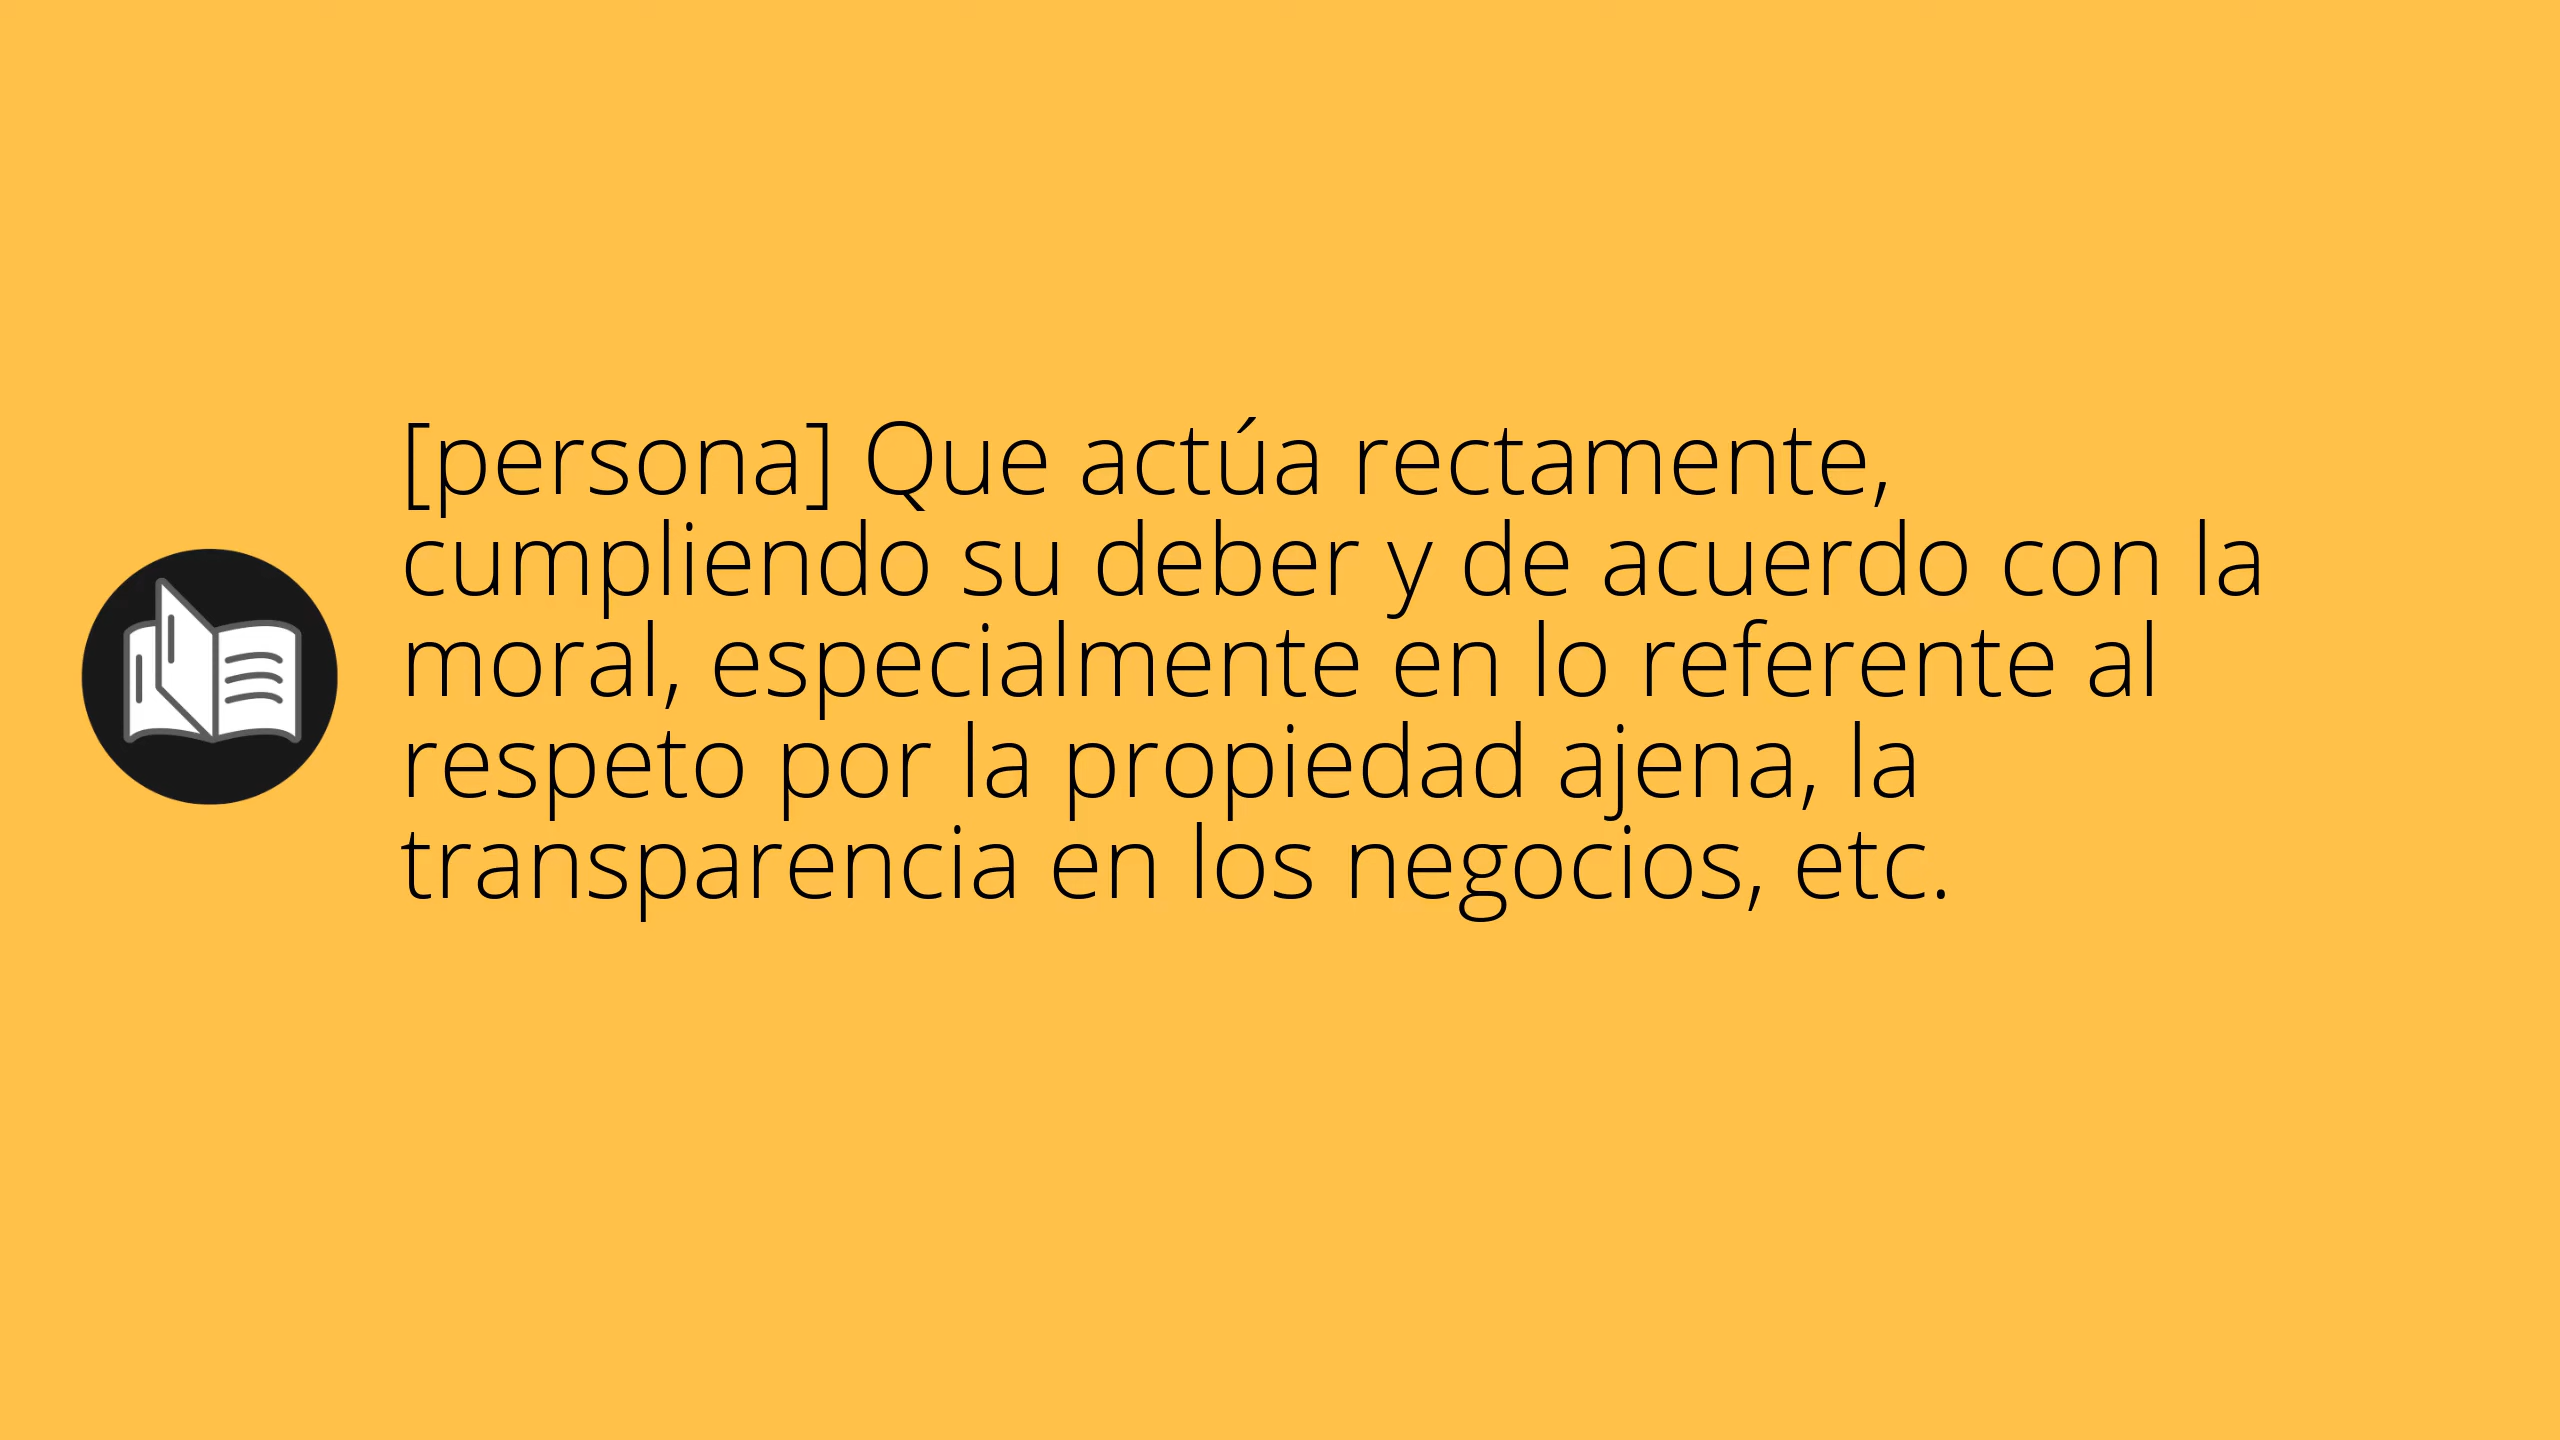 [persona] Que actúa rectamente,
cumpliendo su deber y de acuerdo con la
moral, especialmente en lo referente al
respeto por la propiedad ajena, la
transparencia en los negocios, etc.